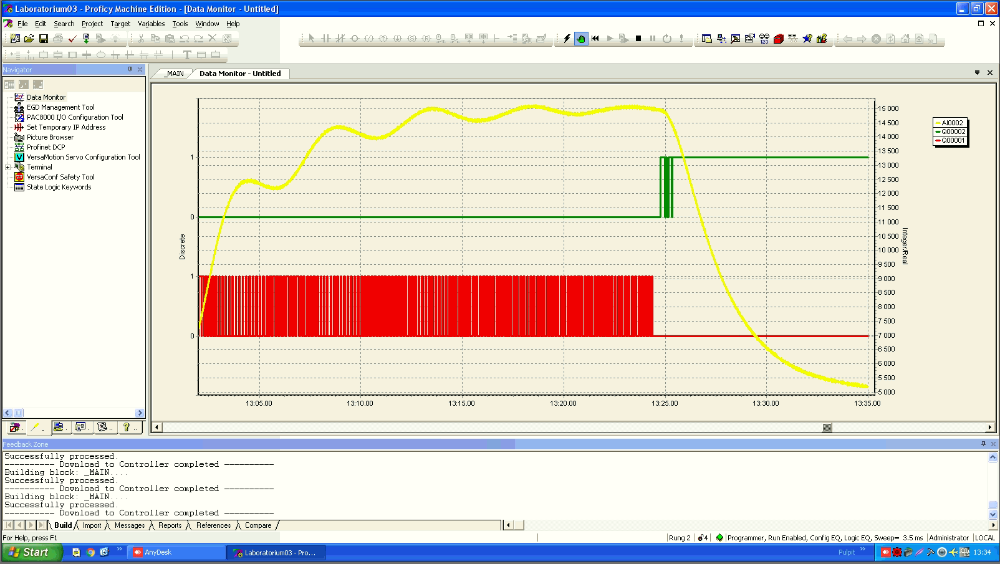 Laboratorium03 - Proficy Machine Edition - [Data Monitor - Untitled]
File Edit Search Project Target Variables Tools Window Help
Navigator
Data Monitor
EGD Management Tool
PAC8000 I/O Configuration Tool
Set Temporary IP Address
Picture Browser
Profinet DCP
VersaMotion Servo Configuration Tool
Terminal
VersaConf Safety Tool
State Logic Keywords
_MAIN
Data Monitor - Untitled
1
0
1
0
Discrete
15 000
14 500
14 000
13 500
13 000
12 500
12 000
11 500
11 000
10 500
10 000
9 500
9 000
8 500
8 000
7 500
7 000
6 500
6 000
5 500
5 000
Integer/Real
AI0002
Q00002
Q00001
13:05.00 13:10.00 13:15.00 13:20.00 13:25.00 13:30.00 13:35.00
Feedback Zone
Successfully processed.
---------- Download to Controller completed ----------
Building block: _MAIN....
Successfully processed.
---------- Download to Controller completed ----------
Building block: _MAIN....
Successfully processed.
---------- Download to Controller completed ----------
Build Import Messages Reports References Compare
For Help, press F1
Rung 2
4
Programmer, Run Enabled, Config EQ, Logic EQ, Sweep= 3.5 ms
Administrator
LOCAL
Start
AnyDesk
Laboratorium03 - Pro...
Pulpit
13:34